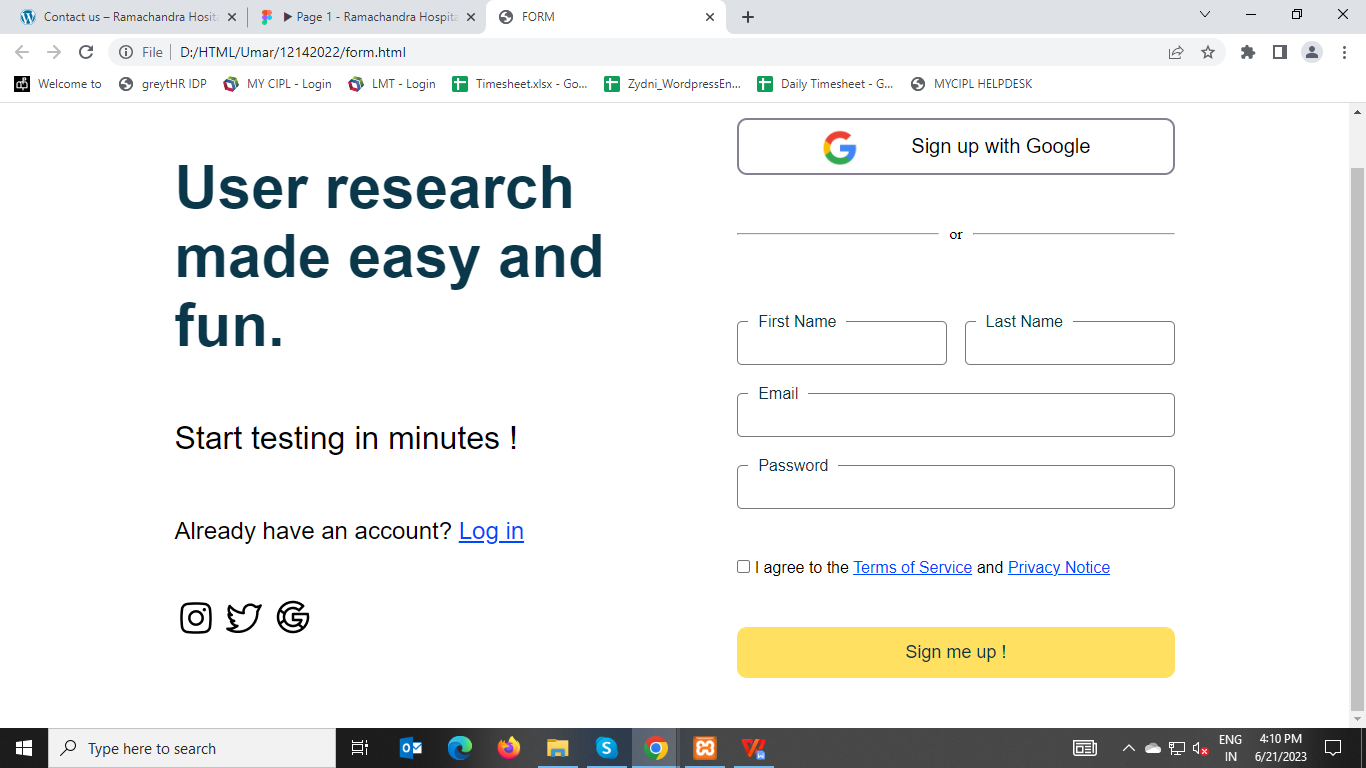 Contact us – Ramachandra Hosita
Page 1 - Ramachandra Hospita
FORM
File
D:/HTML/Umar/12142022/form.html
Welcome to
greytHR IDP
MY CIPL - Login
LMT - Login
Timesheet.xlsx - Go...
Zydni_WordpressEn...
Daily Timesheet - G...
MYCIPL HELPDESK
User research
made easy and
fun.
Start testing in minutes !
Already have an account? Log in
Sign up with Google
or
First Name
Last Name
Email
Password
I agree to the Terms of Service and Privacy Notice
Sign me up !
Type here to search
ENG
IN
4:10 PM
6/21/2023